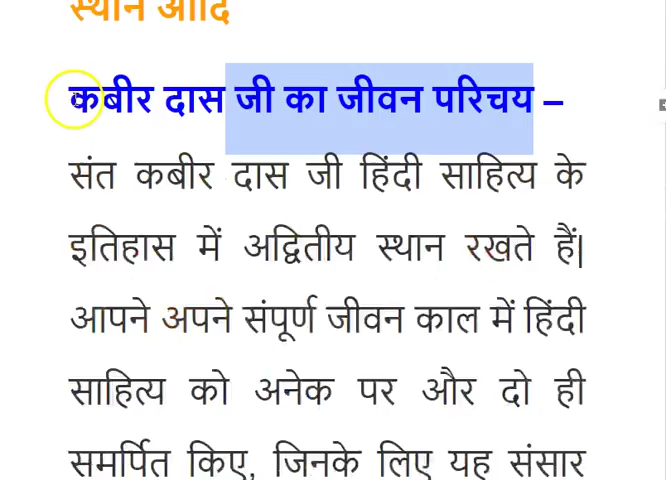 स्थान आदि
कबीर दास जी का जीवन परिचय –
संत कबीर दास जी हिंदी साहित्य के
इतिहास में अद्वितीय स्थान रखते हैं|
आपने अपने संपूर्ण जीवन काल में हिंदी
साहित्य को अनेक पर और दो ही
समर्पित किए, जिनके लिए यह संसार